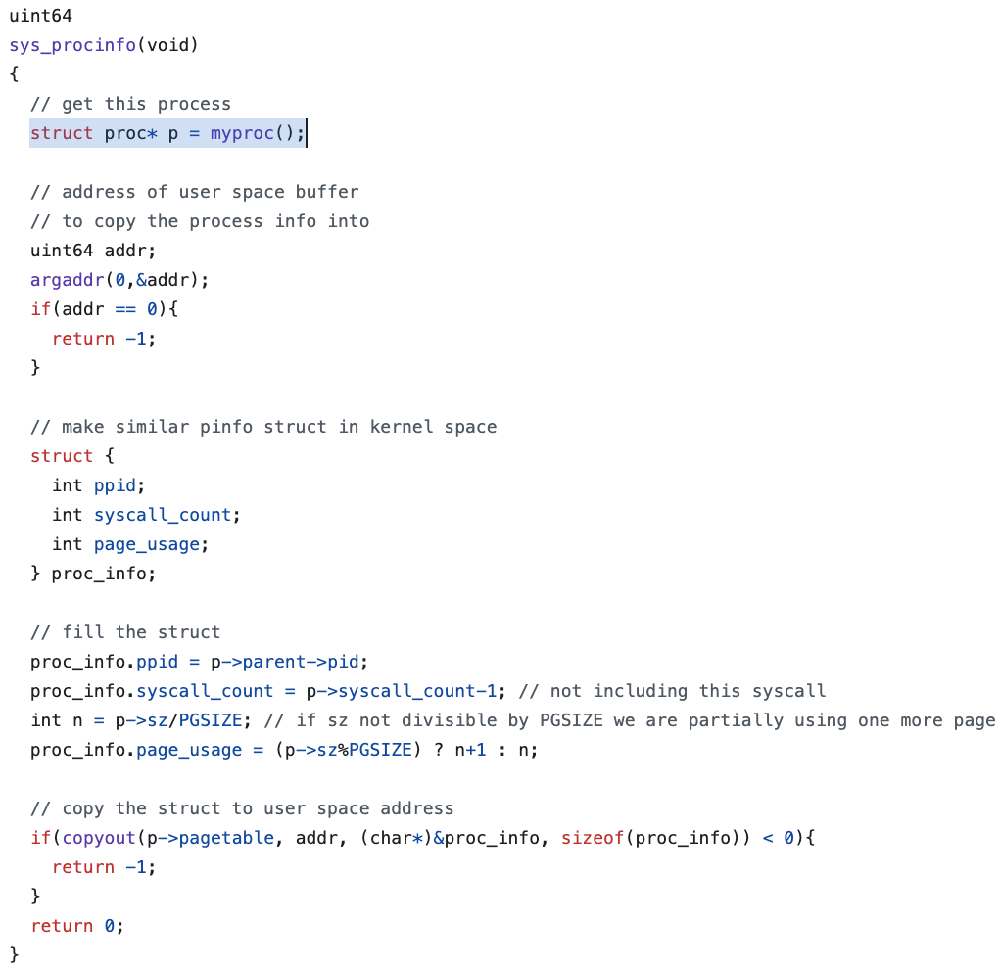 uint64
sys_procinfo(void)
{
  // get this process
  struct proc* p = myproc();

  // address of user space buffer
  // to copy the process info into
  uint64 addr;
  argaddr(0,&addr);
  if(addr == 0){
    return -1;
  }

  // make similar pinfo struct in kernel space
  struct {
    int ppid;
    int syscall_count;
    int page_usage;
  } proc_info;

  // fill the struct
  proc_info.ppid = p->parent->pid;
  proc_info.syscall_count = p->syscall_count-1; // not including this syscall
  int n = p->sz/PGSIZE; // if sz not divisible by PGSIZE we are partially using one more page
  proc_info.page_usage = (p->sz%PGSIZE) ? n+1 : n;

  // copy the struct to user space address
  if(copyout(p->pagetable, addr, (char*)&proc_info, sizeof(proc_info)) < 0){
    return -1;
  }
  return 0;
}